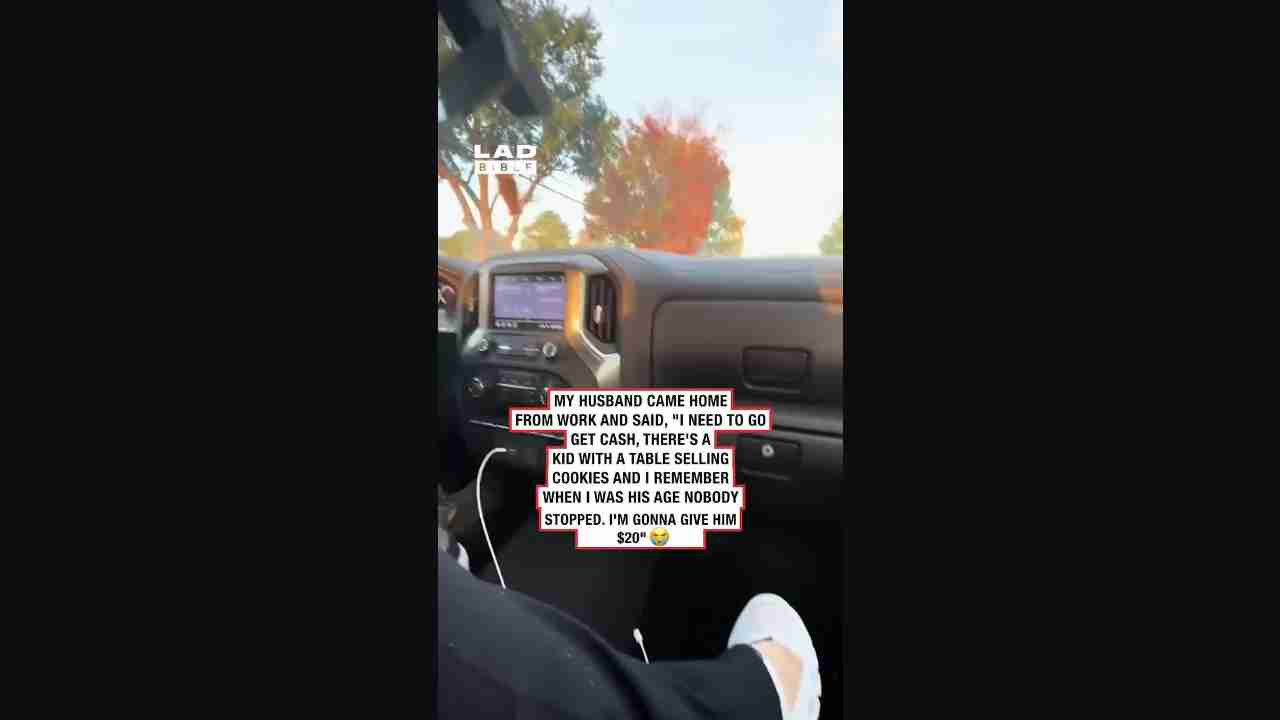 LAD
BIBLE
MY HUSBAND CAME HOME
FROM WORK AND SAID, "I NEED TO GO
GET CASH, THERE'S A
KID WITH A TABLE SELLING
COOKIES AND I REMEMBER
WHEN I WAS HIS AGE NOBODY
STOPPED. I'M GONNA GIVE HIM
$20" 😭